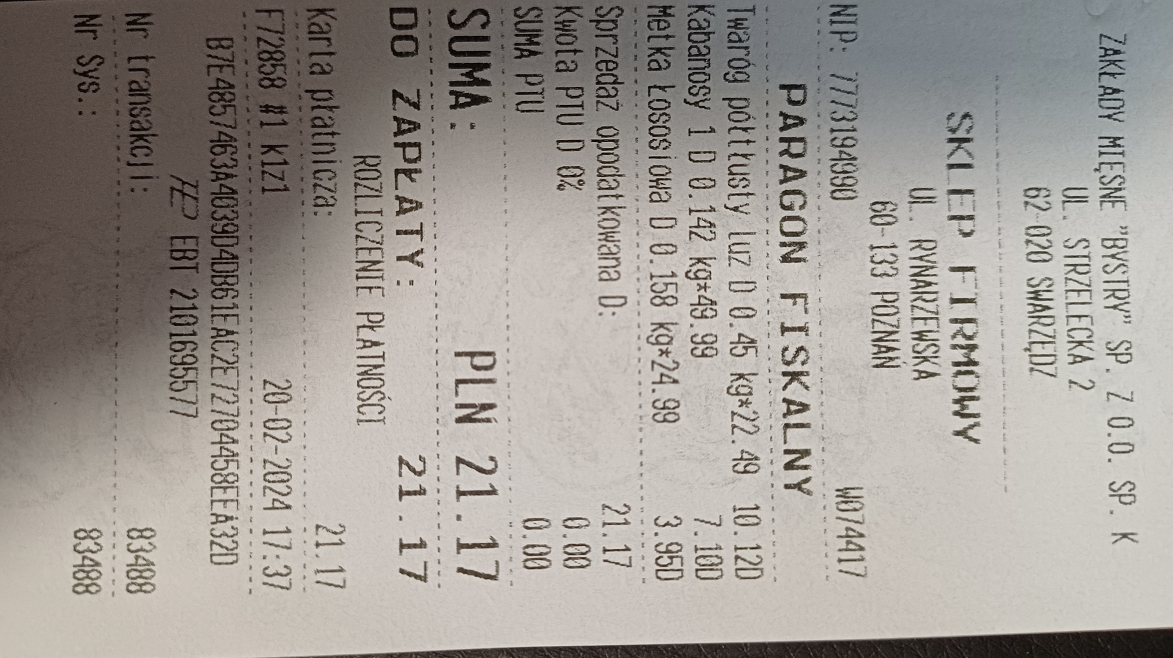 ZAKŁADY MIĘSNE "BYSTRY" SP. Z O.O. SP. K
UL. STRZELECKA 2
62-020 SWARZĘDZ
SKLEP FIRMOWY
UL. RYNARZEWSKA
60-133 POZNAŃ
NIP: 7773194990 W074417
PARAGON FISKALNY
Twaróg półtłusty luz D 0.45 kg*22.49 10.12D
Kabanosy 1 D 0.142 kg*49.99 7.10D
Metka Łososiowa D 0.158 kg*24.99 3.95D
Sprzedaż opodatkowana D: 21.17
Kwota PTU D 0% 0.00
SUMA PTU 0.00
SUMA: PLN 21.17
DO ZAPŁATY: 21.17
ROZLICZENIE PŁATNOŚCI
Karta płatnicza: 21.17
F72858 #1 k1z1 20-02-2024 17:37
B7E4857463A4039D4DB61EAC2E72704458EEA32D
EBT 2101695577
Nr transakcji: 83488
Nr Sys.: 83488